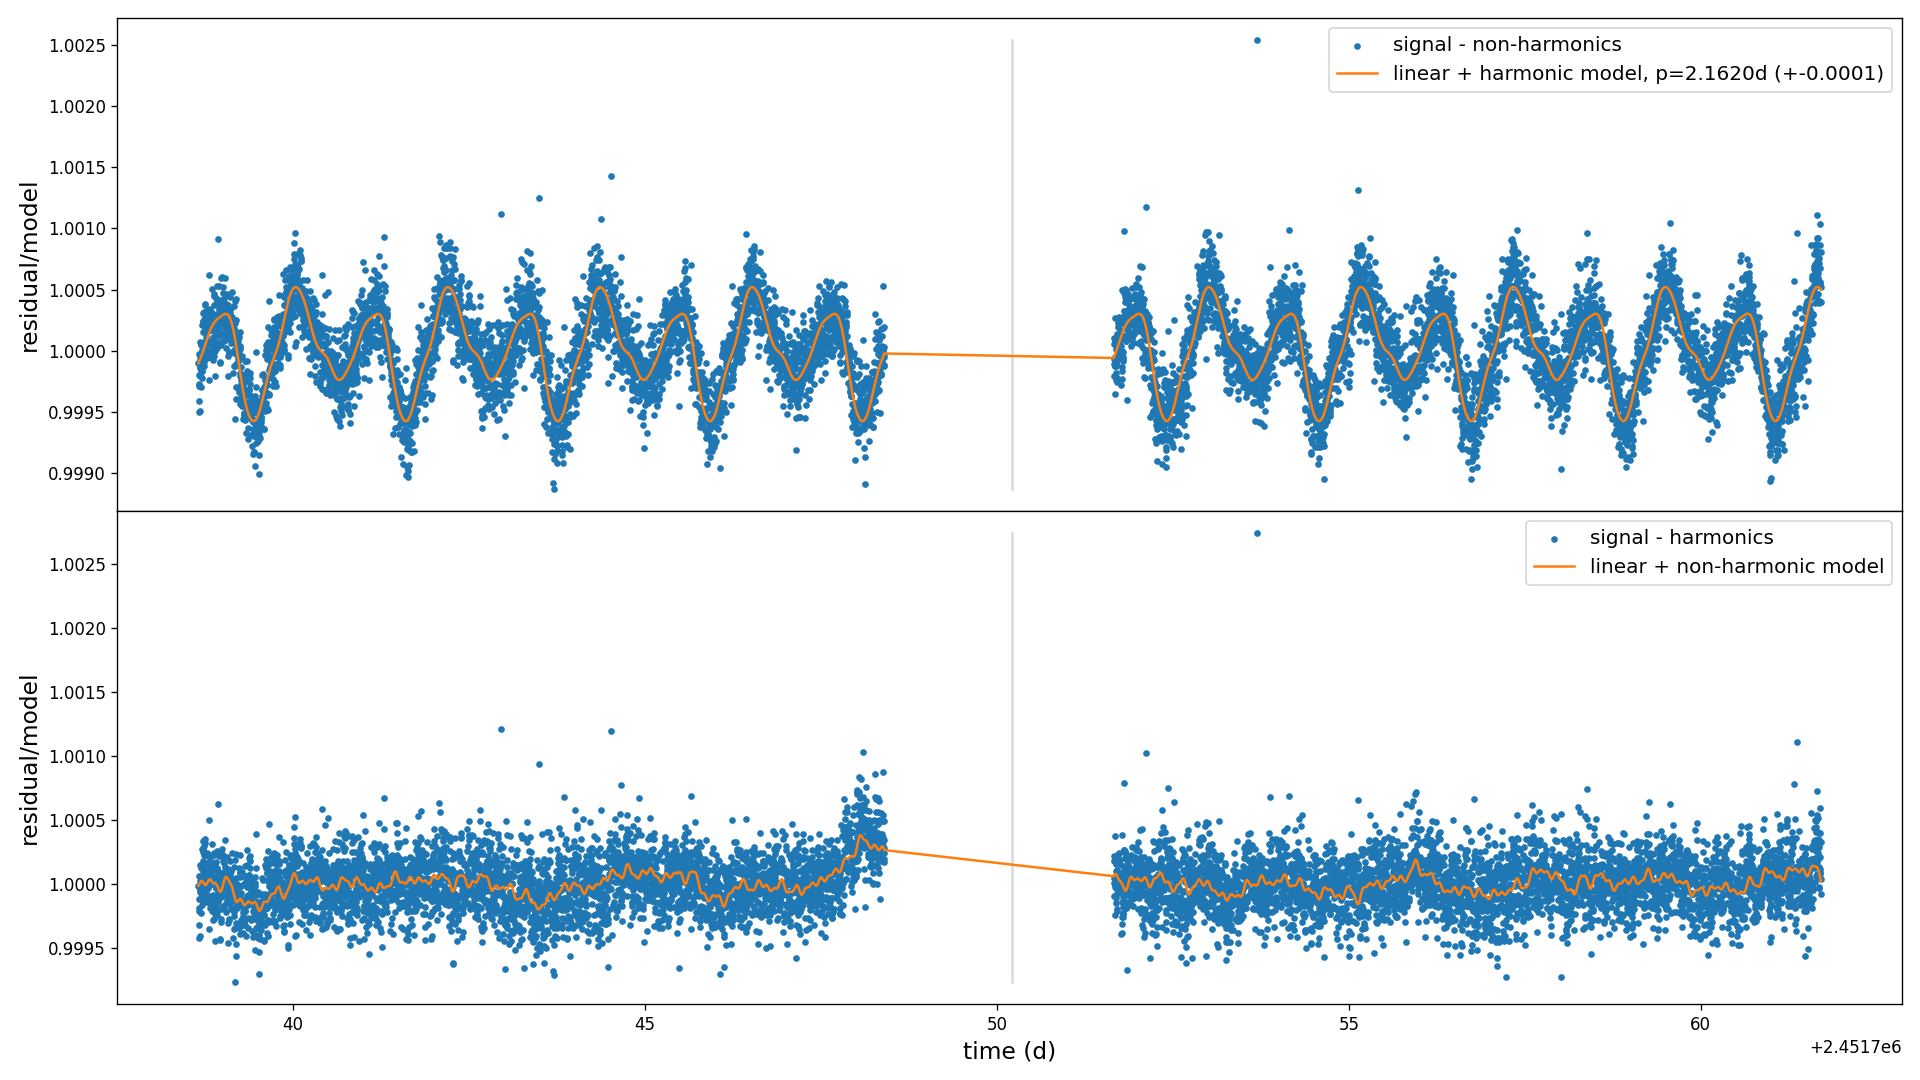 signal - non-harmonics
linear + harmonic model, p=2.1620d (+-0.0001)
residual/model
1.0025
1.0020
1.0015
1.0010
1.0005
1.0000
0.9995
0.9990
signal - harmonics
linear + non-harmonic model
residual/model
1.0025
1.0020
1.0015
1.0010
1.0005
1.0000
0.9995
40 45 50 55 60
time (d)
+2.4517e6